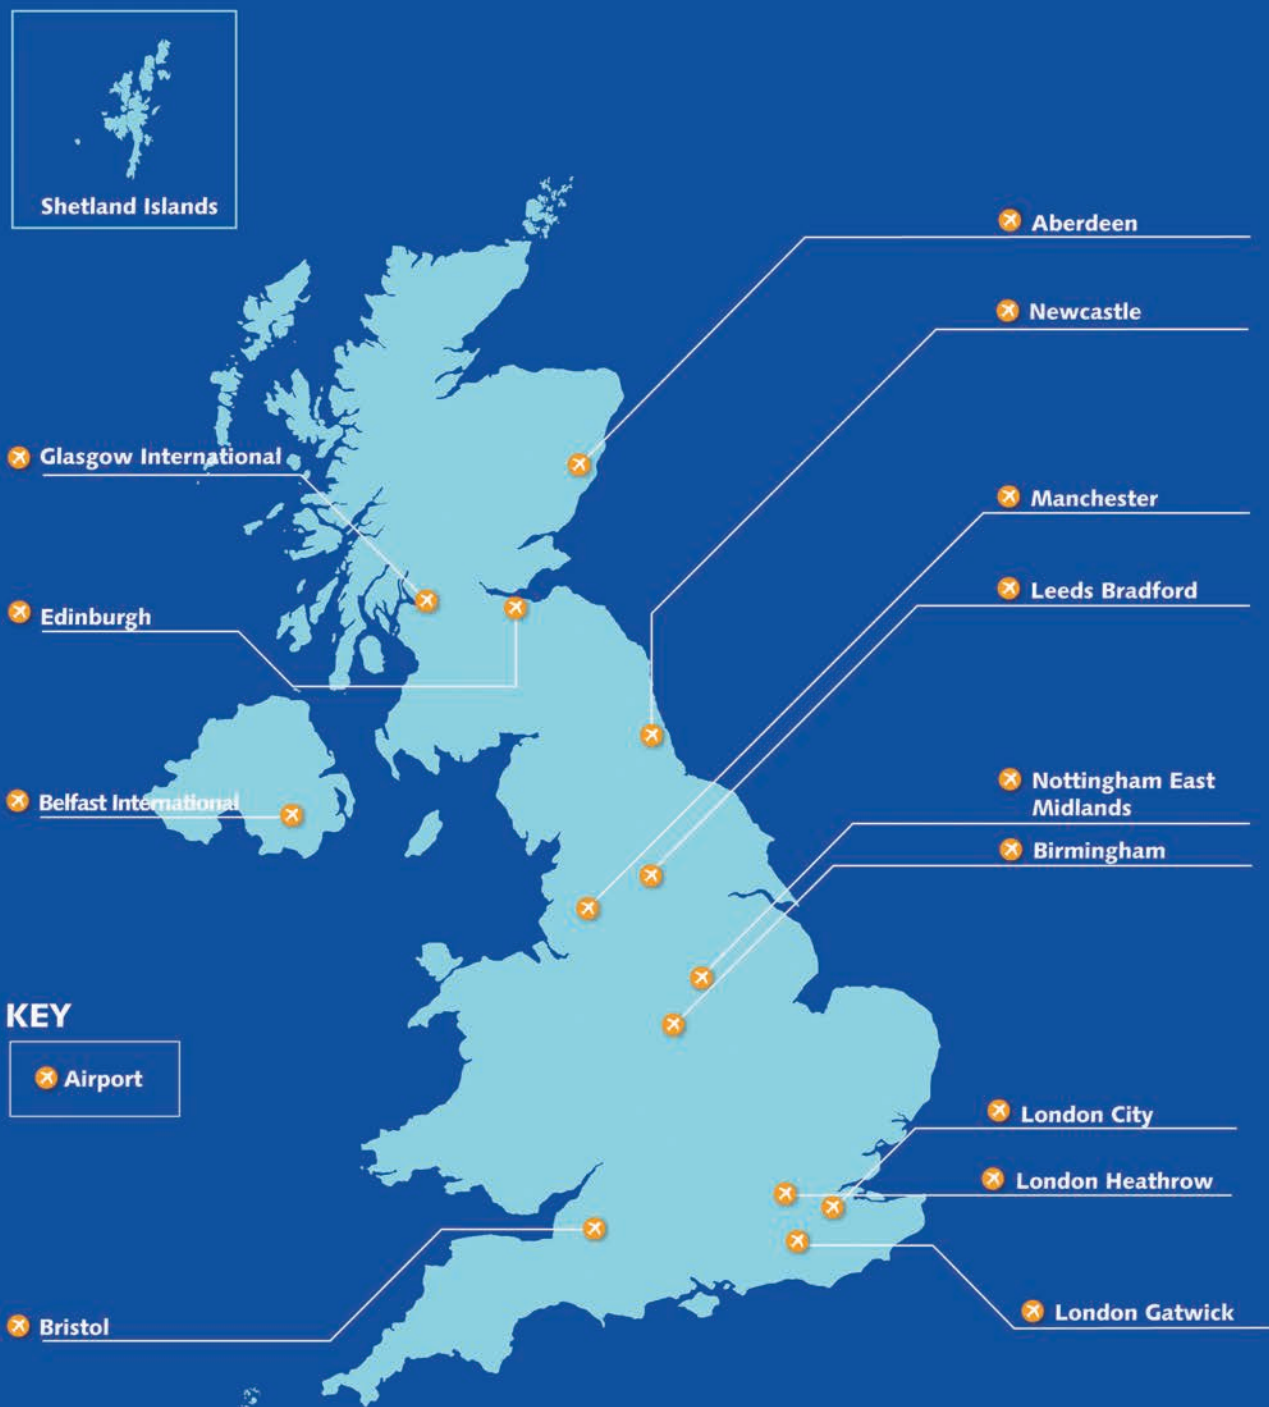 Shetland Islands
Aberdeen
Newcastle
Glasgow International
Manchester
Leeds Bradford
Edinburgh
Nottingham East
Midlands
Belfast International
Birmingham
KEY
Airport
London City
London Heathrow
London Gatwick
Bristol